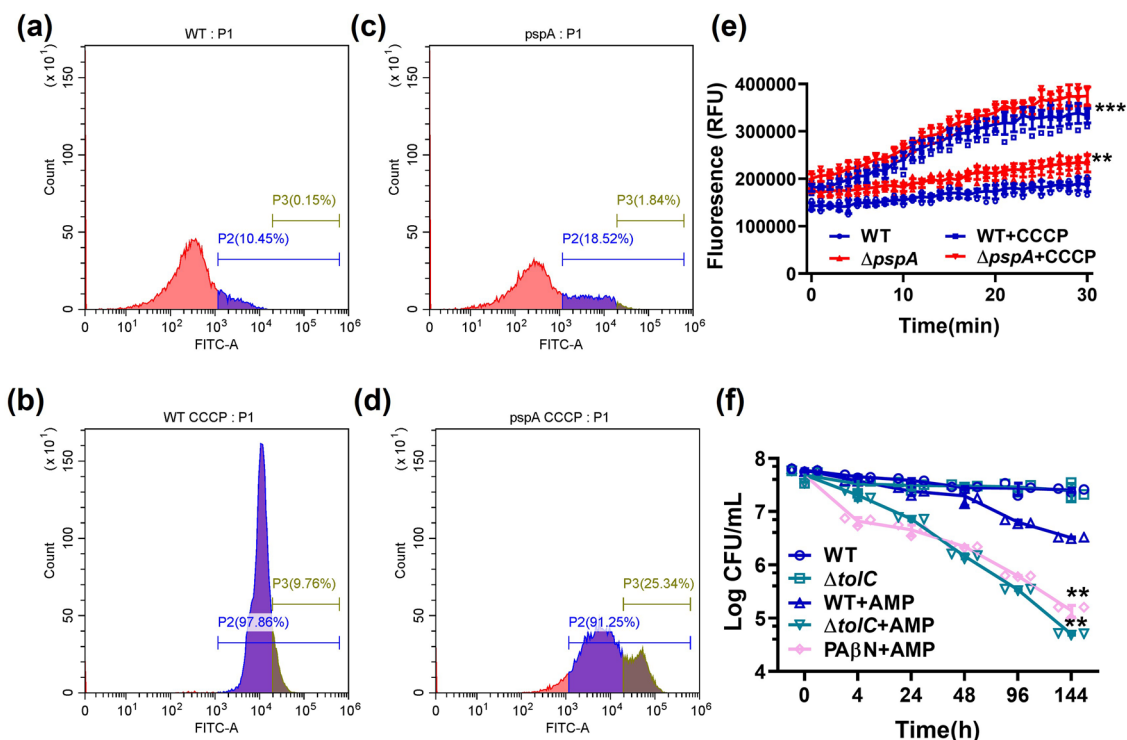 (a)
WT : P1
(x 10¹)
150
100
50
0
Count
P3(0.15%)
P2(10.45%)
0 10¹ 10² 10³ 10⁴ 10⁵ 10⁶
FITC-A
(c)
pspA : P1
(x 10¹)
150
100
50
0
Count
P3(1.84%)
P2(18.52%)
0 10¹ 10² 10³ 10⁴ 10⁵ 10⁶
FITC-A
(e)
Fluoresence (RFU)
400000
300000
200000
100000
0
***
**
WT
WT+CCCP
ΔpspA
ΔpspA+CCCP
0 10 20 30
Time(min)
(b)
WT CCCP : P1
(x 10¹)
150
100
50
0
Count
P3(9.76%)
P2(97.86%)
0 10¹ 10² 10³ 10⁴ 10⁵ 10⁶
FITC-A
(d)
pspA CCCP : P1
(x 10¹)
150
100
50
0
Count
P3(25.34%)
P2(91.25%)
0 10¹ 10² 10³ 10⁴ 10⁵ 10⁶
FITC-A
(f)
Log CFU/mL
8
7
6
5
4
WT
ΔtolC
WT+AMP
ΔtolC+AMP
PAβN+AMP
**
**
0 4 24 48 96 144
Time(h)